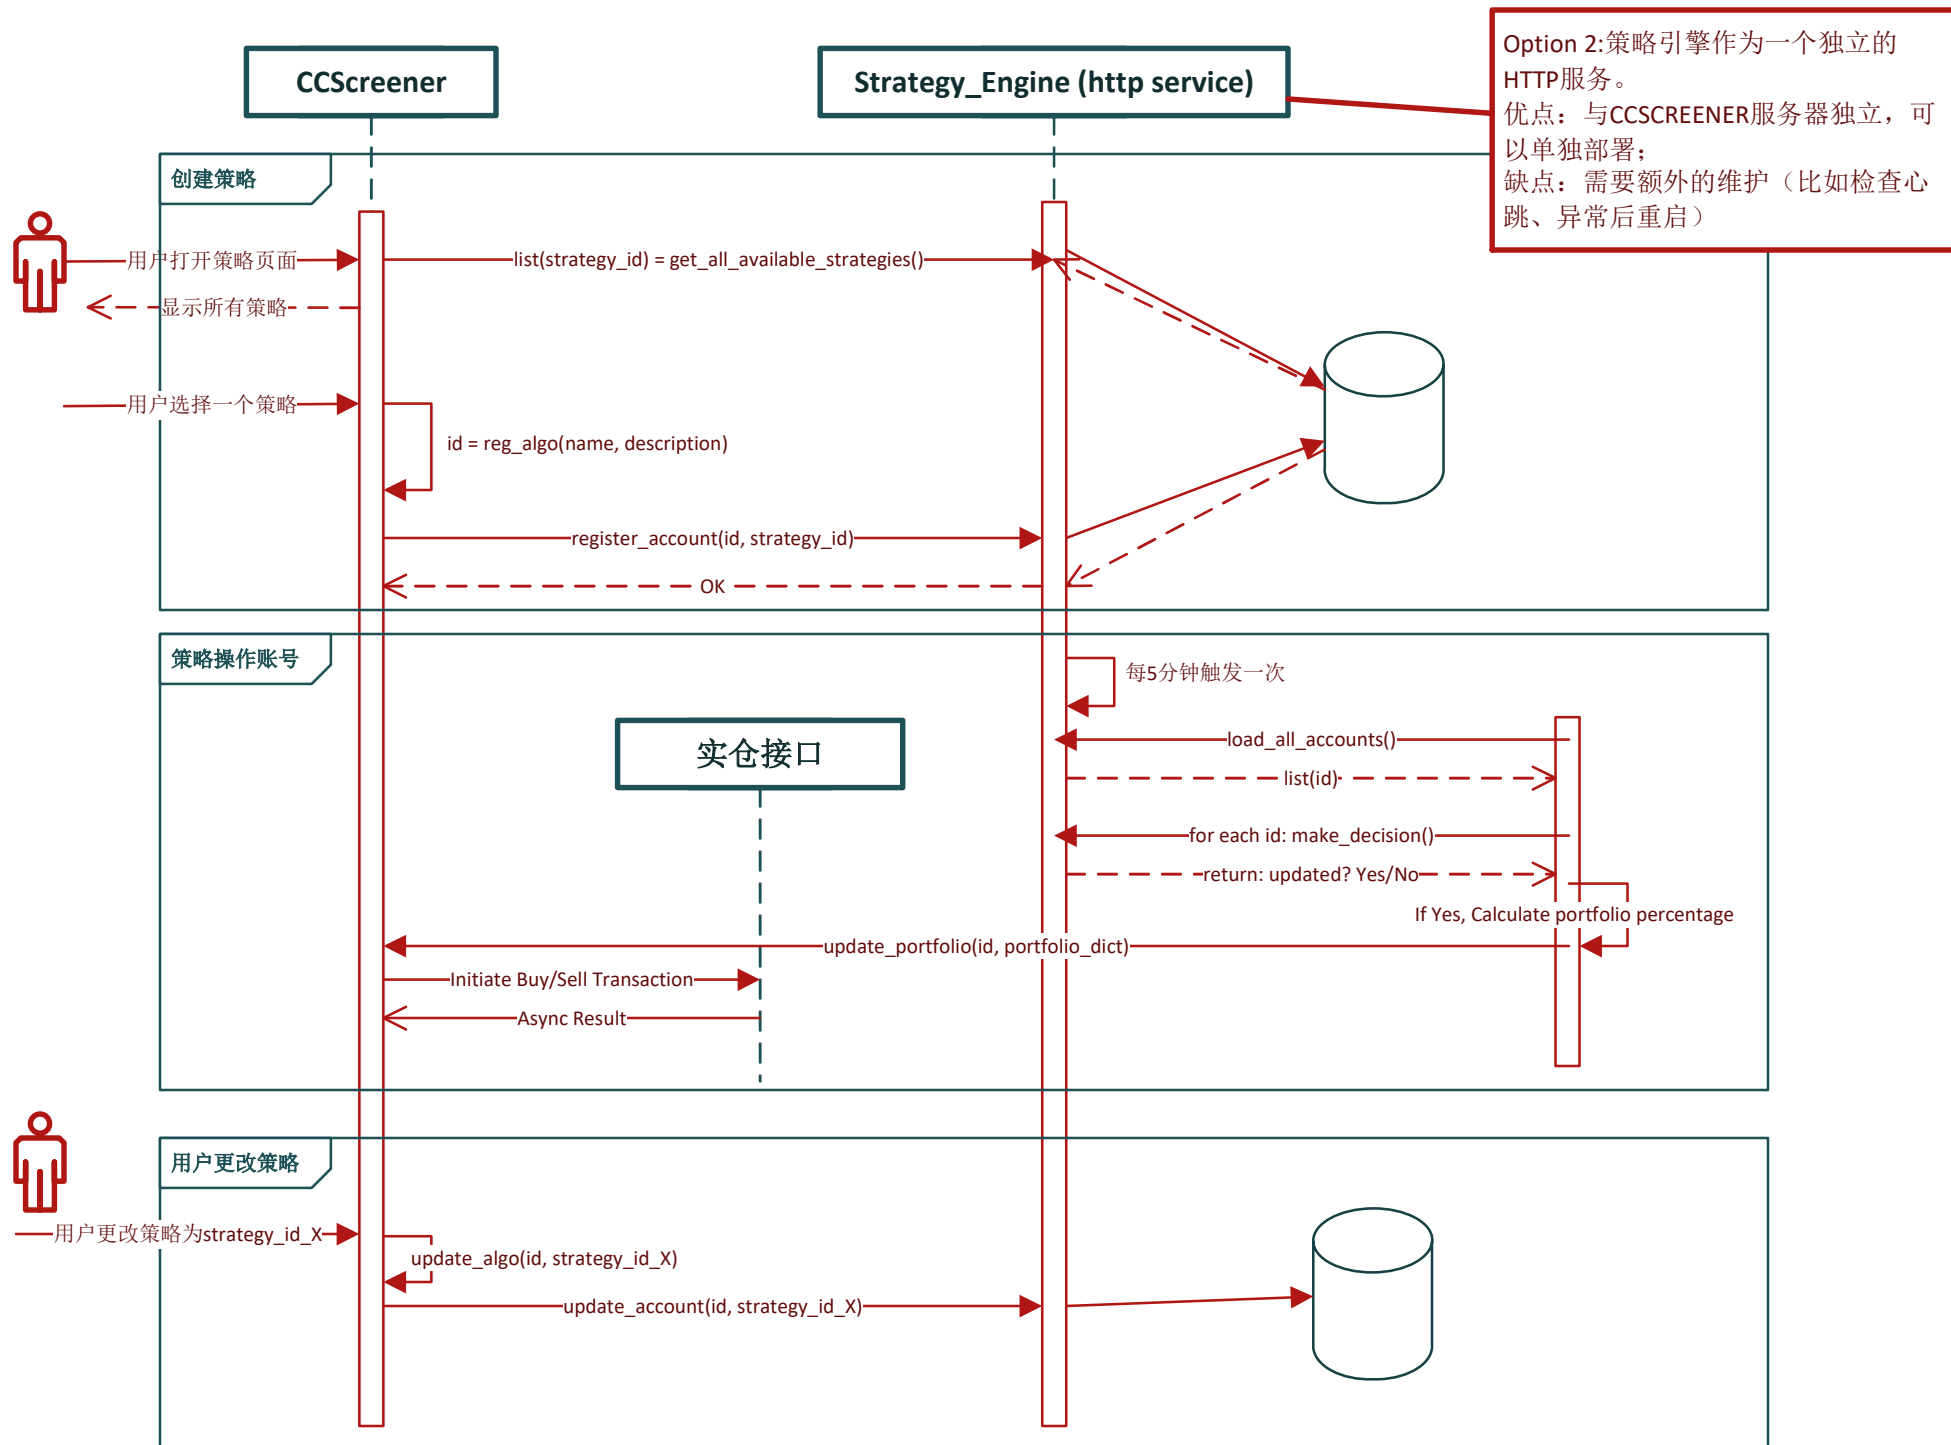 CCScreener
Strategy_Engine (http service)
Option 2:策略引擎作为一个独立的
HTTP服务。
优点：与CCSCREENER服务器独立，可
以单独部署；
缺点：需要额外的维护（比如检查心
跳、异常后重启）
创建策略
用户打开策略页面
list(strategy_id) = get_all_available_strategies()
显示所有策略
用户选择一个策略
id = reg_algo(name, description)
register_account(id, strategy_id)
OK
策略操作账号
每5分钟触发一次
实仓接口
load_all_accounts()
list(id)
for each id: make_decision()
return: updated? Yes/No
If Yes, Calculate portfolio percentage
update_portfolio(id, portfolio_dict)
Initiate Buy/Sell Transaction
Async Result
用户更改策略
用户更改策略为strategy_id_X
update_algo(id, strategy_id_X)
update_account(id, strategy_id_X)